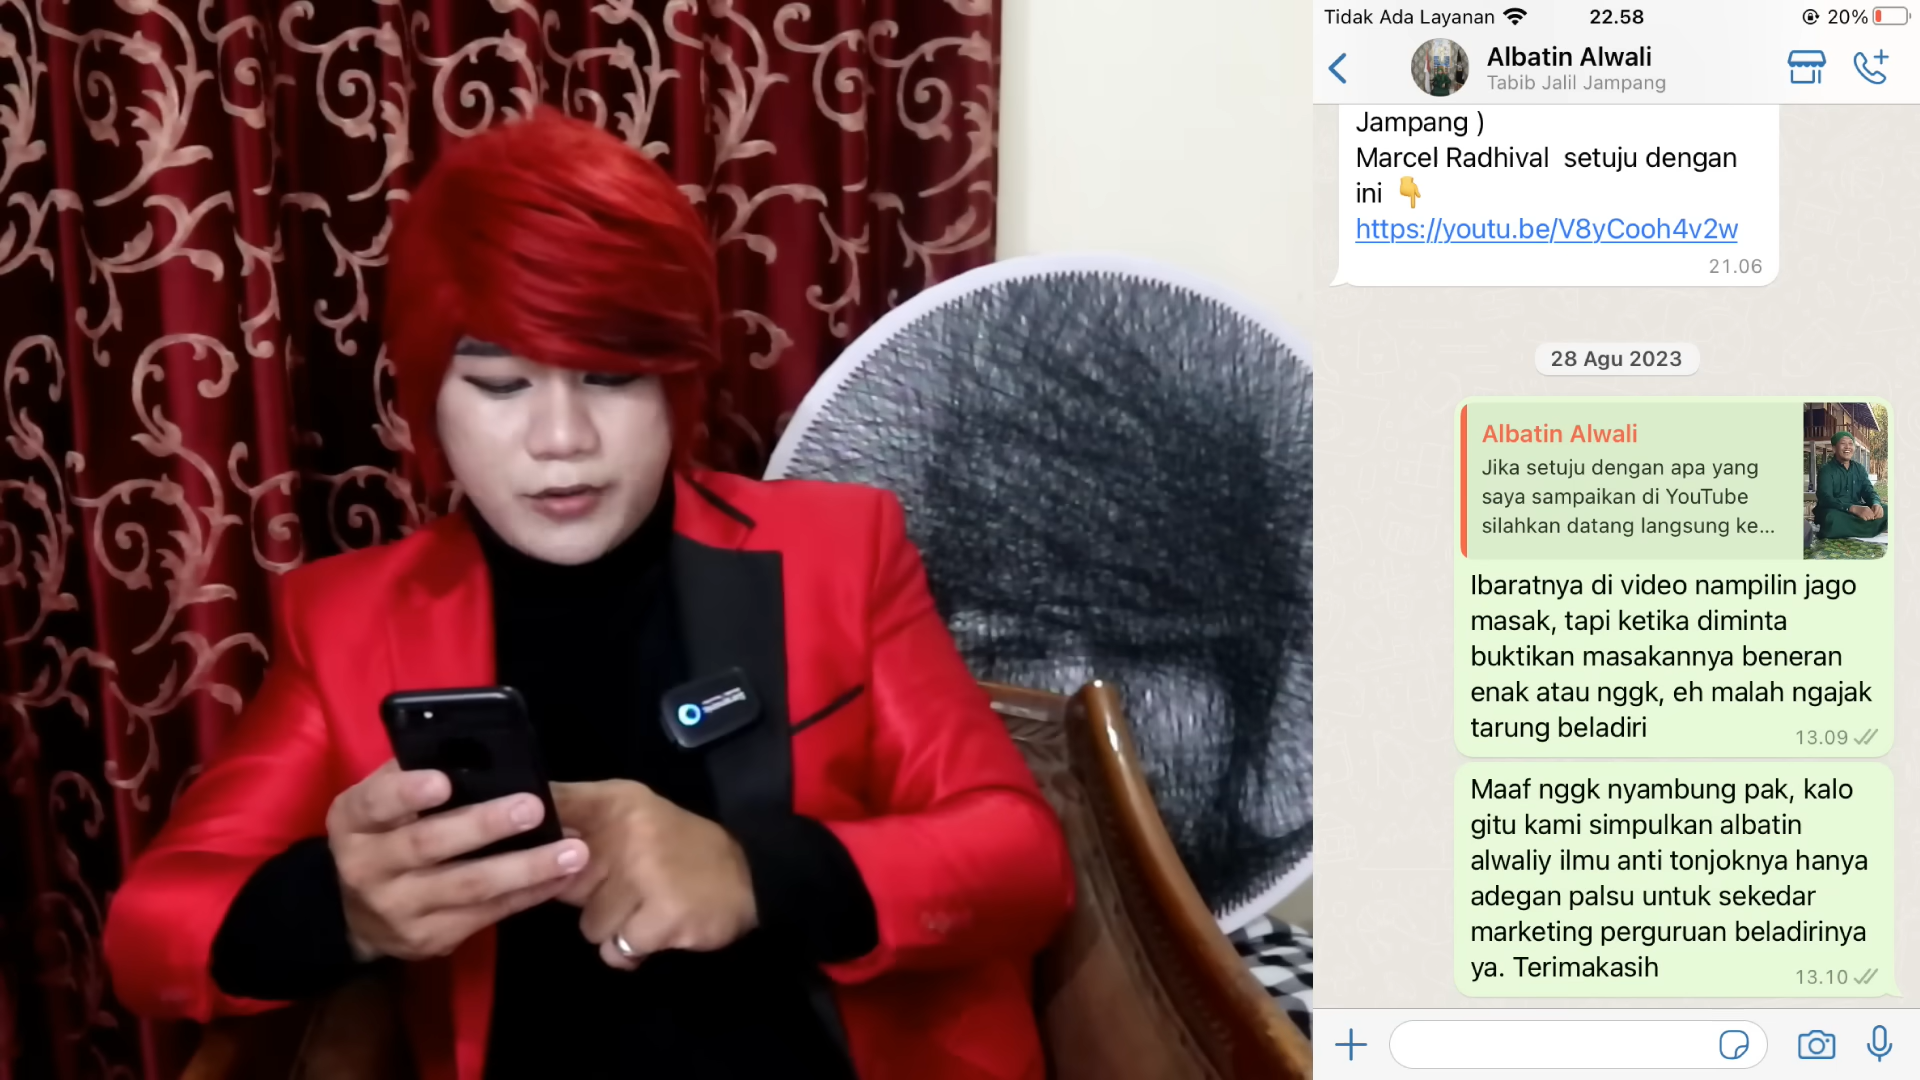 Tidak Ada Layanan
22.58
20%
Albatin Alwali
Tabib Jalil Jampang
Jampang )
Marcel Radhival  setuju dengan
ini 👇
https://youtu.be/V8yCooh4v2w
21.06
28 Agu 2023
Albatin Alwali
Jika setuju dengan apa yang
saya sampaikan di YouTube
silahkan datang langsung ke...
Ibaratnya di video nampilin jago
masak, tapi ketika diminta
buktikan masakannya beneran
enak atau nggk, eh malah ngajak
tarung beladiri
13.09
Maaf nggk nyambung pak, kalo
gitu kami simpulkan albatin
alwaliy ilmu anti tonjoknya hanya
adegan palsu untuk sekedar
marketing perguruan beladirinya
ya. Terimakasih
13.10